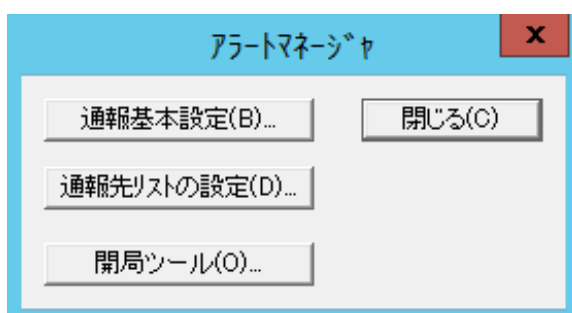 アラートマネージャ
x
通報基本設定(B)...
閉じる(C)
通報先リストの設定(D)...
開局ツール(O)...